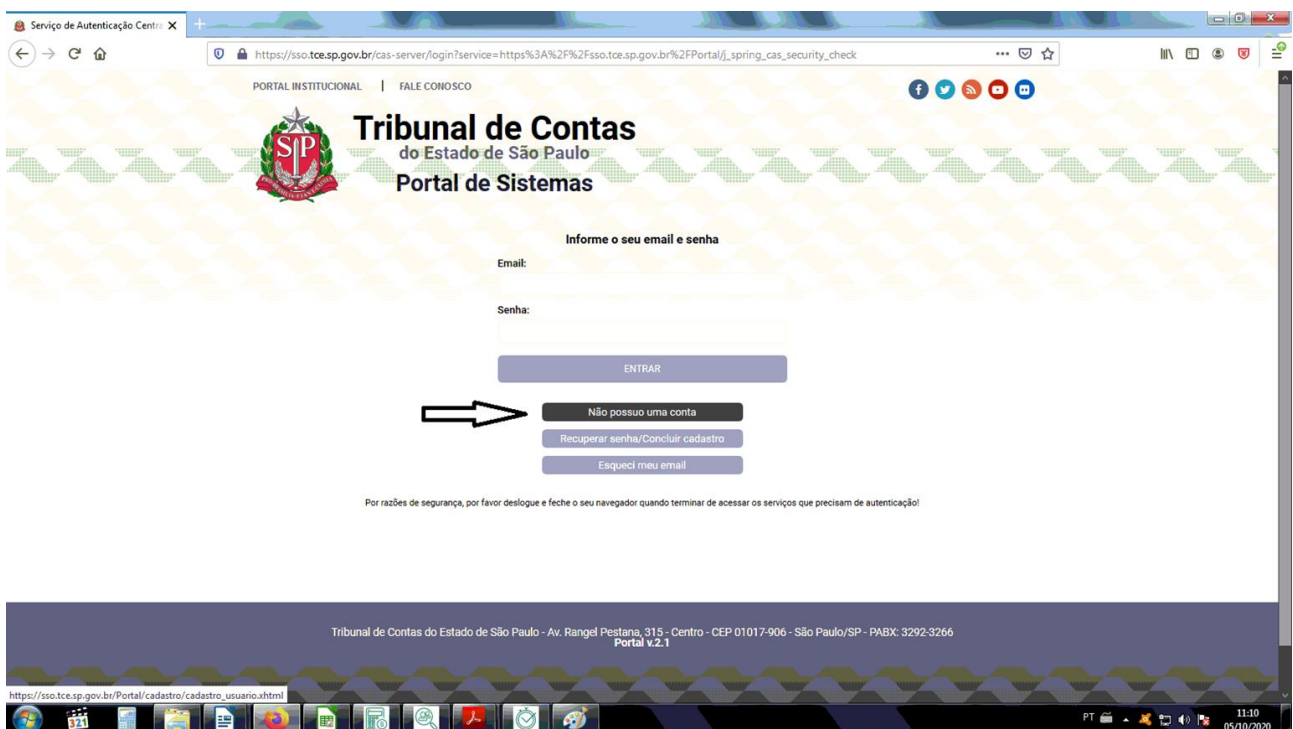 Serviço de Autenticação Centra
https://sso.tce.sp.gov.br/cas-server/login?service=https%3A%2F%2Fsso.tce.sp.gov.br%2FPortal/j_spring_cas_security_check
PORTAL INSTITUCIONAL | FALE CONOSCO
SP
Tribunal de Contas
do Estado de São Paulo
Portal de Sistemas
Informe o seu email e senha
Email:
Senha:
ENTRAR
Não possuo uma conta
Recuperar senha/Concluir cadastro
Esqueci meu email
Por razões de segurança, por favor deslogue e feche o seu navegador quando terminar de acessar os serviços que precisam de autenticação!
Tribunal de Contas do Estado de São Paulo - Av. Rangel Pestana, 315 - Centro - CEP 01017-906 - São Paulo/SP - PABX: 3292-3266
Portal v.2.1
https://sso.tce.sp.gov.br/Portal/cadastro/cadastro_usuario.xhtml
321
PT
11:10
05/10/2020